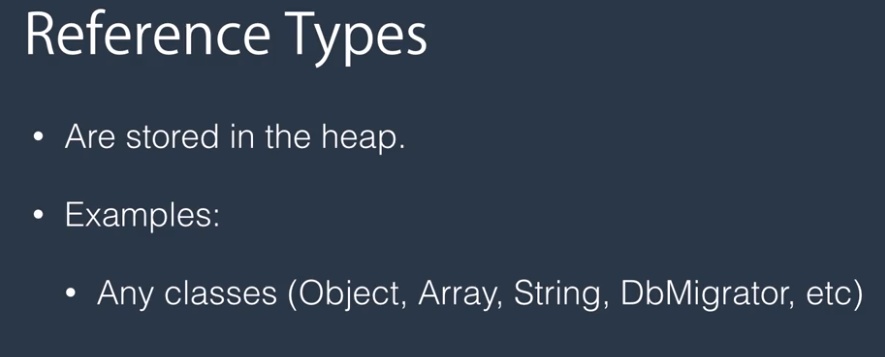 Reference Types
• Are stored in the heap.
• Examples:
• Any classes (Object, Array, String, DbMigrator, etc)